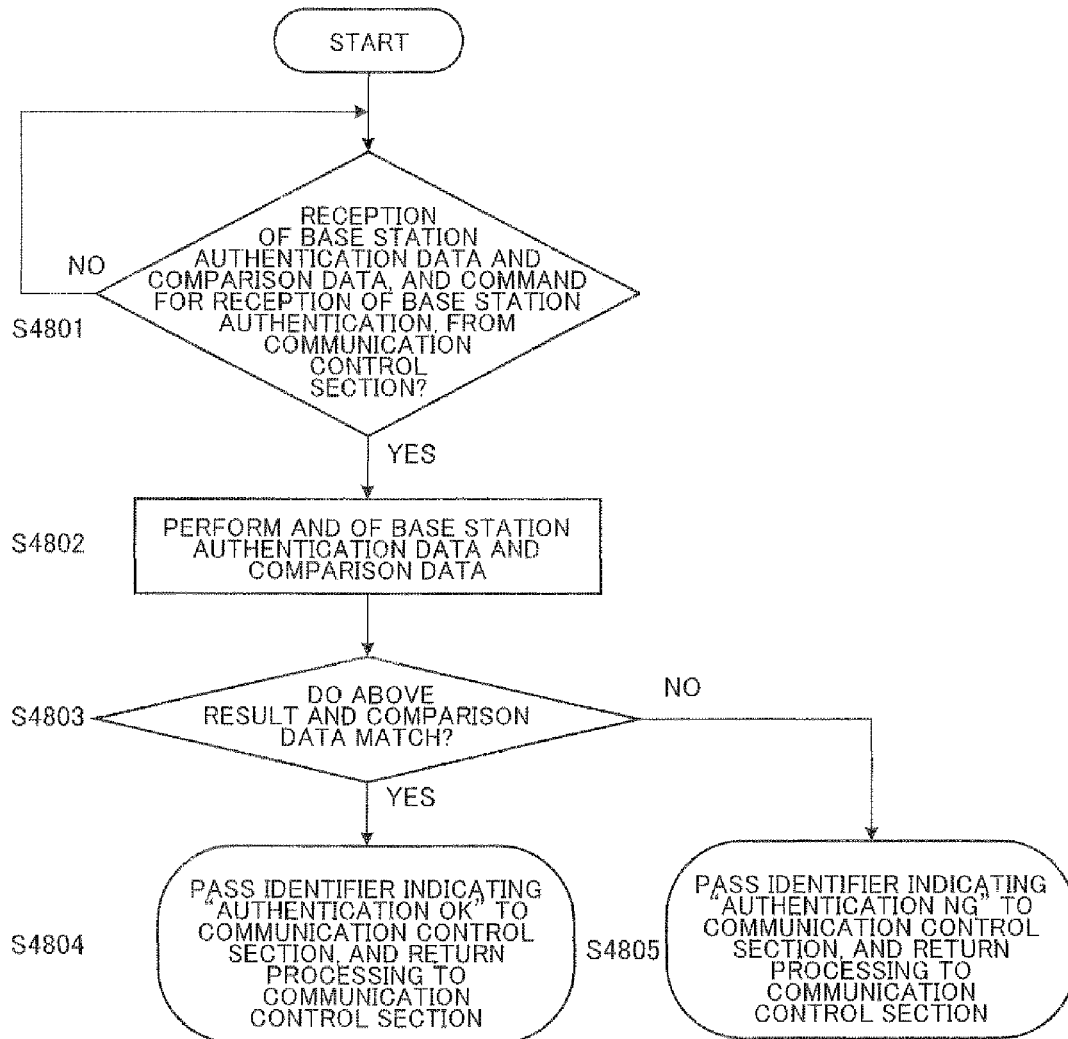 START
RECEPTION
OF BASE STATION
AUTHENTICATION DATA AND
COMPARISON DATA, AND COMMAND
FOR RECEPTION OF BASE STATION
AUTHENTICATION, FROM
COMMUNICATION
CONTROL
SECTION?
NO
S4801
YES
S4802
PERFORM AND OF BASE STATION
AUTHENTICATION DATA AND
COMPARISON DATA
S4803
DO ABOVE
RESULT AND COMPARISON
DATA MATCH?
NO
YES
S4804
PASS IDENTIFIER INDICATING
“AUTHENTICATION OK” TO
COMMUNICATION CONTROL
SECTION, AND RETURN
PROCESSING TO
COMMUNICATION
CONTROL SECTION
S4805
PASS IDENTIFIER INDICATING
“AUTHENTICATION NG” TO
COMMUNICATION CONTROL
SECTION, AND RETURN
PROCESSING TO
COMMUNICATION
CONTROL SECTION